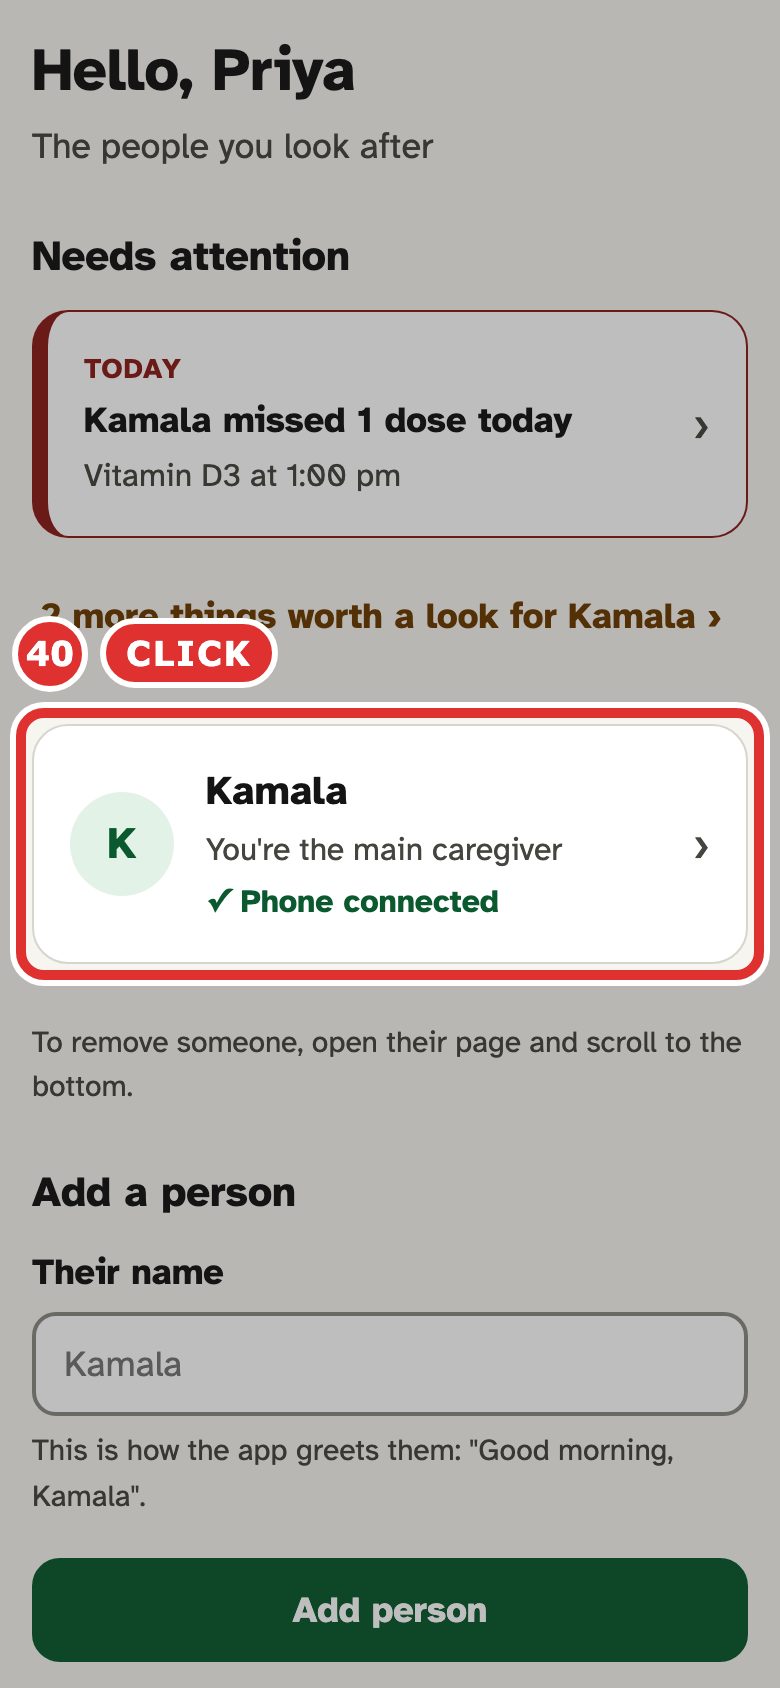 Hello, Priya
The people you look after
Needs attention
TODAY
Kamala missed 1 dose today
Vitamin D3 at 1:00 pm
›
2 more things worth a look for Kamala ›
40
CLICK
K
Kamala
You're the main caregiver
✓ Phone connected
›
To remove someone, open their page and scroll to the
bottom.
Add a person
Their name
Kamala
This is how the app greets them: "Good morning,
Kamala".
Add person